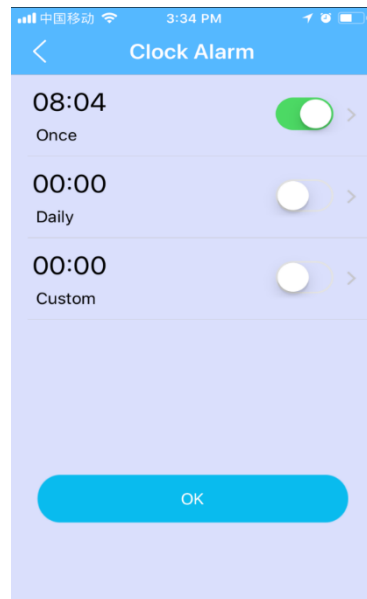 中国移动 3:34 PM
Clock Alarm
08:04
Once
00:00
Daily
00:00
Custom
OK